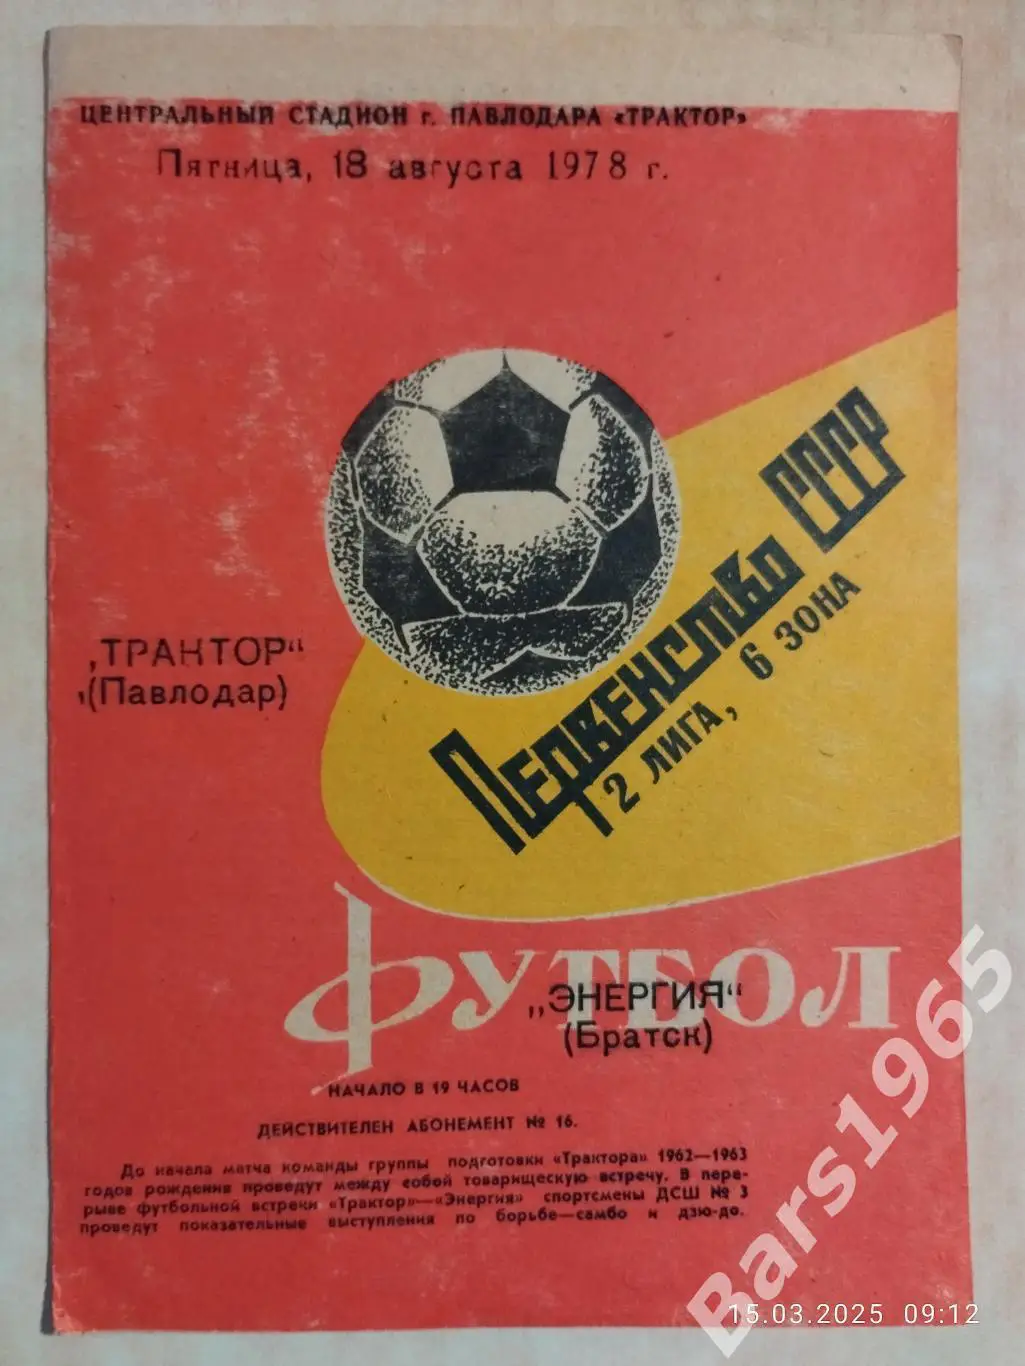 ЦЕНТРАЛЬНЫЙ СТАДИОН г. ПАВЛОДАРА «ТРАКТОР»
Пятница, 18 августа 1978 г.
Первенство СССР
2 ЛИГА, 6 ЗОНА
„ТРАКТОР“
(Павлодар)
ФУТБОЛ
„ЭНЕРГИЯ“
(Братск)
НАЧАЛО В 19 ЧАСОВ
ДЕЙСТВИТЕЛЕН АБОНЕМЕНТ № 16.
До начала матча команды группы подготовки «Трактора» 1962—1963
годов рождения проведут между собой товарищескую встречу. В пере-
рыве футбольной встречи «Трактор»—«Энергия» спортсмены ДСШ № 3
проведут показательные выступления по борьбе—самбо и дзю-до.
Bars1965
15.03.2025 09:12